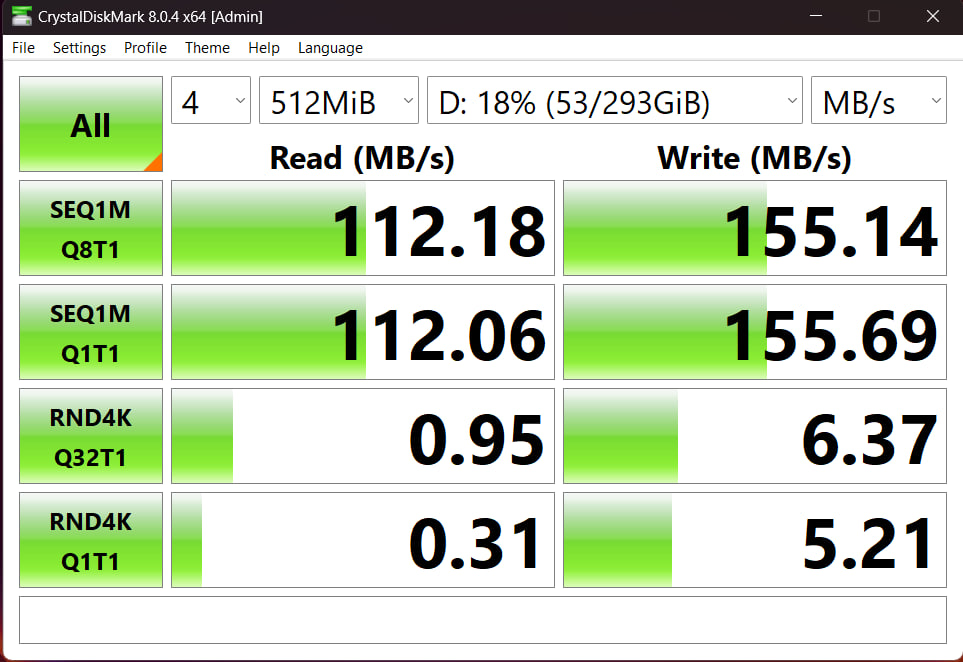 CrystalDiskMark 8.0.4 x64 [Admin]
File Settings Profile Theme Help Language
All 4 512MiB D: 18% (53/293GiB) MB/s
Read (MB/s) Write (MB/s)
SEQ1M
Q8T1 112.18 155.14
SEQ1M
Q1T1 112.06 155.69
RND4K
Q32T1 0.95 6.37
RND4K
Q1T1 0.31 5.21